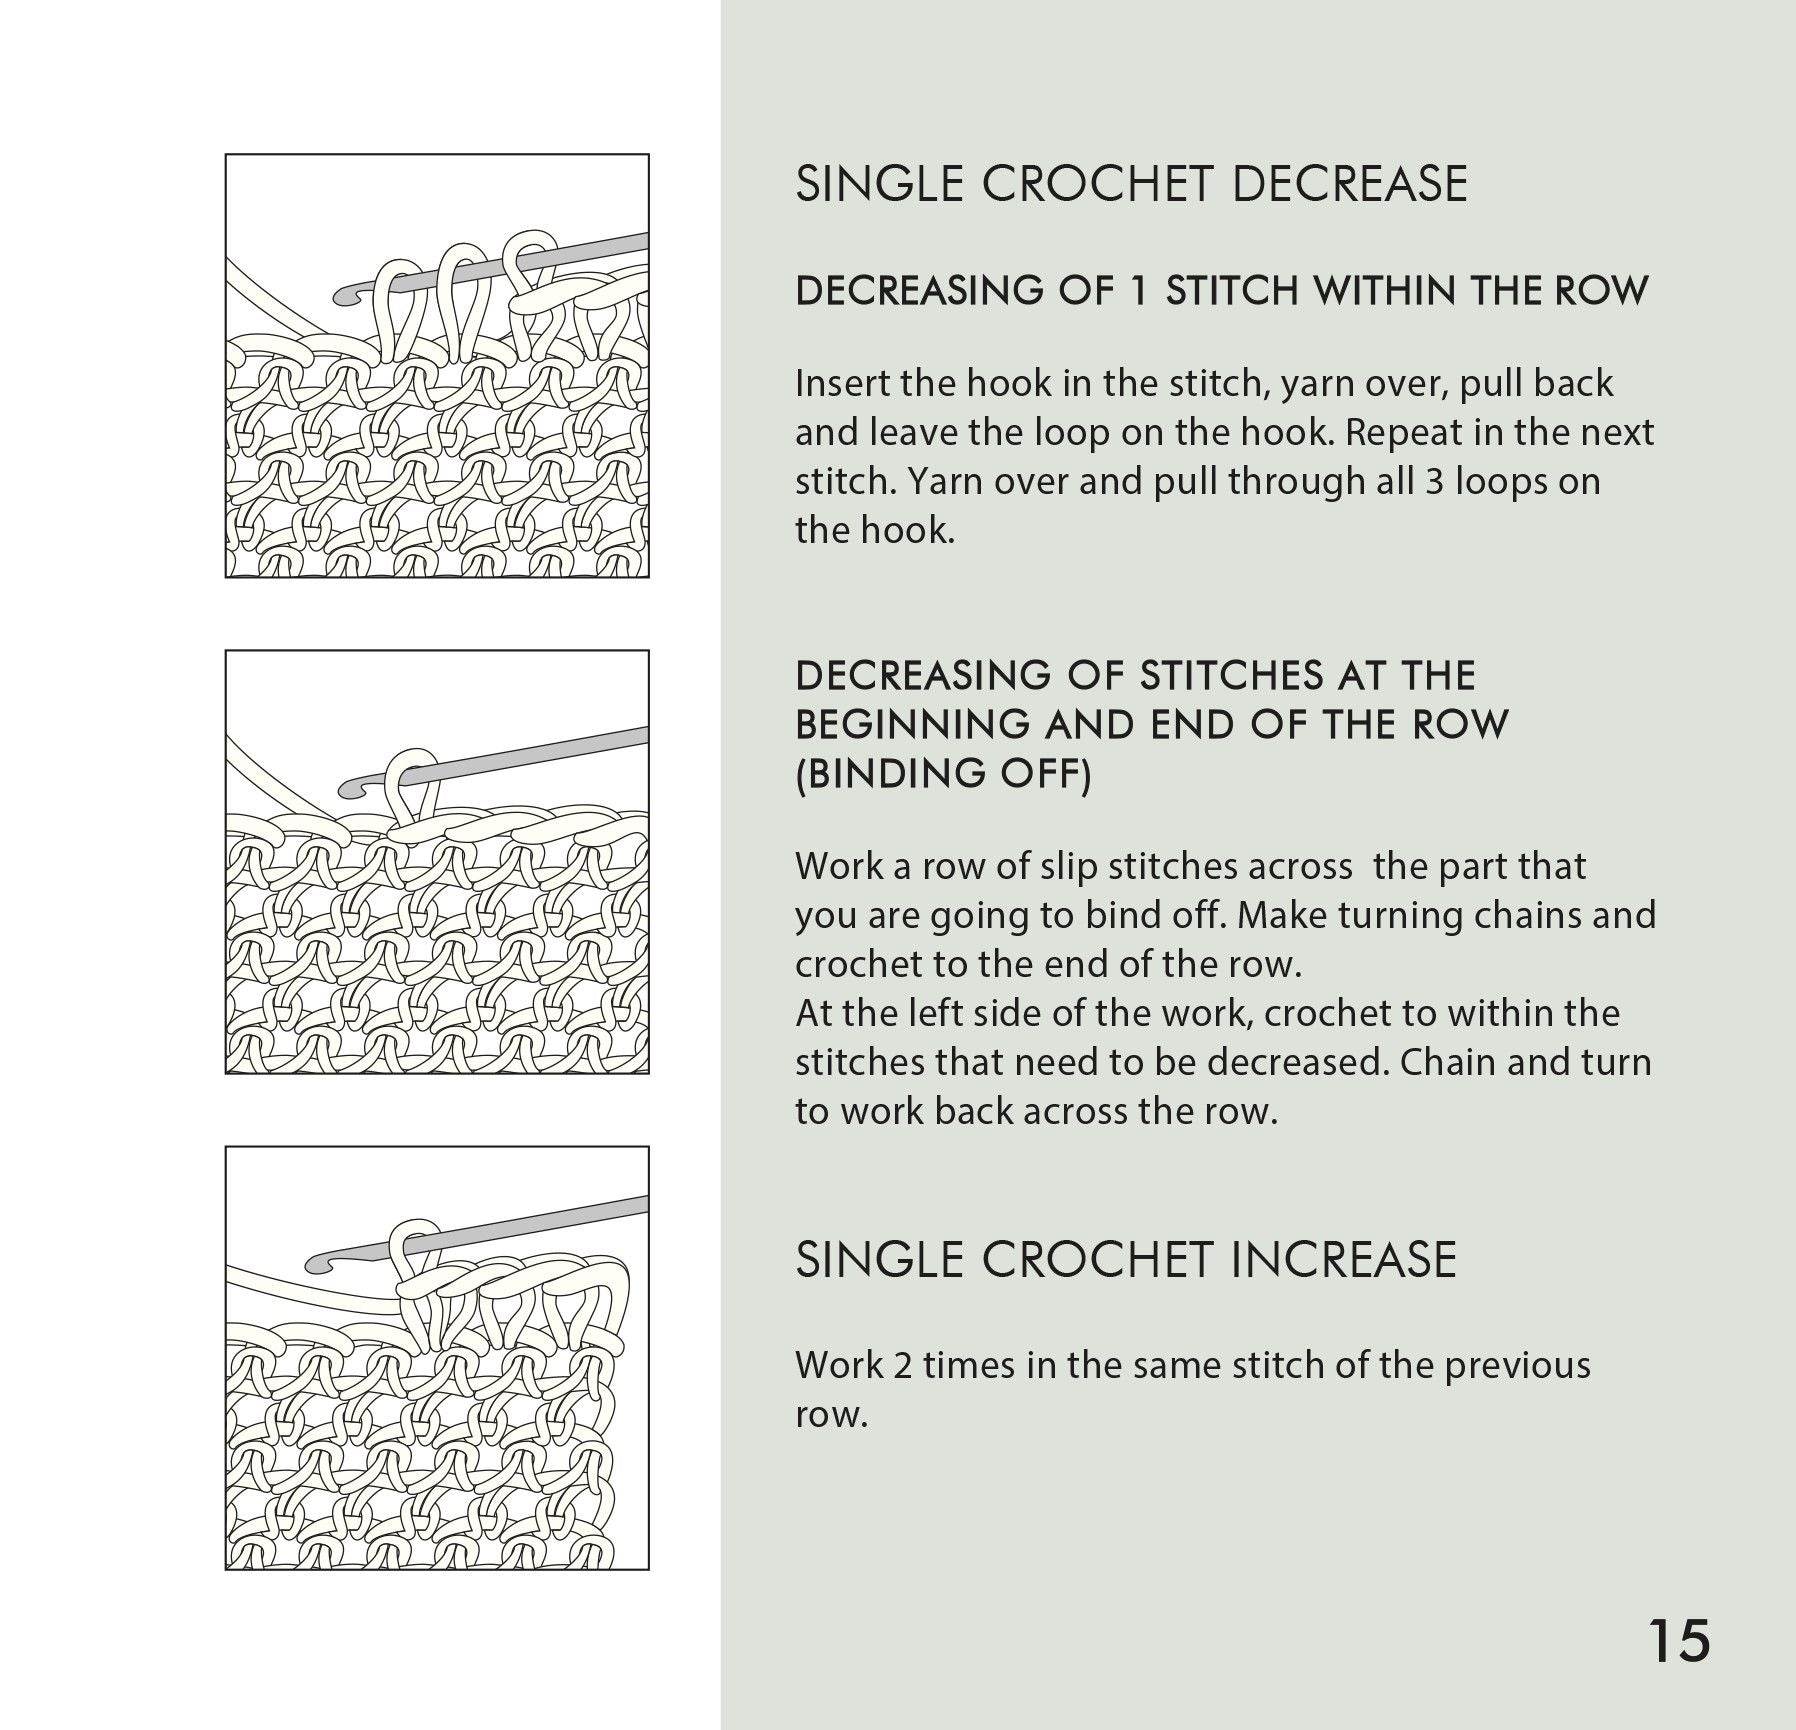 SINGLE CROCHET DECREASE
DECREASING OF 1 STITCH WITHIN THE ROW
Insert the hook in the stitch, yarn over, pull back
and leave the loop on the hook. Repeat in the next
stitch. Yarn over and pull through all 3 loops on
the hook.
DECREASING OF STITCHES AT THE
BEGINNING AND END OF THE ROW
(BINDING OFF)
Work a row of slip stitches across  the part that
you are going to bind off. Make turning chains and
crochet to the end of the row.
At the left side of the work, crochet to within the
stitches that need to be decreased. Chain and turn
to work back across the row.
SINGLE CROCHET INCREASE
Work 2 times in the same stitch of the previous
row.
15